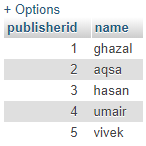 + Options
publisherid name
1 ghazal
2 aqsa
3 hasan
4 umair
5 vivek